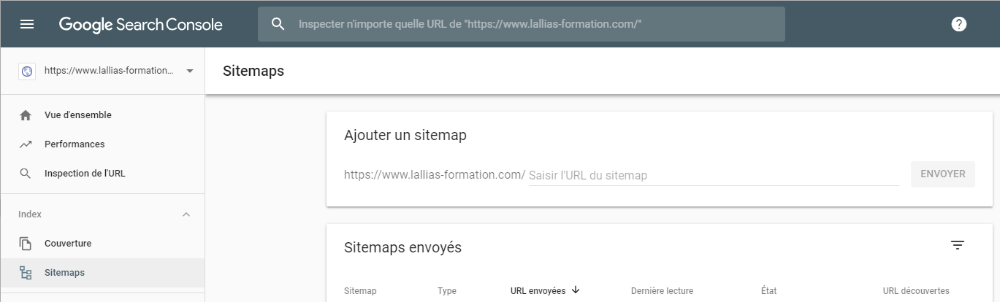 Google Search Console
Inspecter n'importe quelle URL de "https://www.lallias-formation.com/"
https://www.lallias-formation...
Sitemaps
Vue d'ensemble
Performances
Inspection de l'URL
Index
Couverture
Sitemaps
Ajouter un sitemap
https://www.lallias-formation.com/ Saisir l'URL du sitemap
ENVOYER
Sitemaps envoyés
Sitemap Type URL envoyées Dernière lecture État URL découvertes